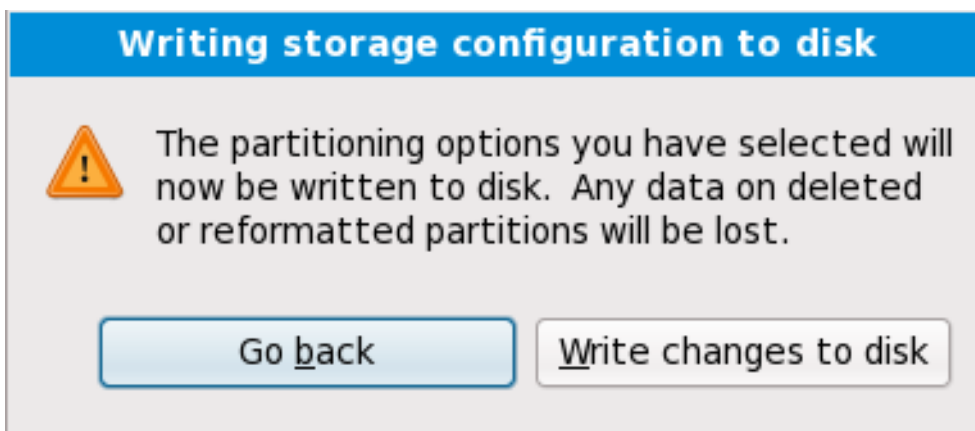 Writing storage configuration to disk
The partitioning options you have selected will
now be written to disk.  Any data on deleted
or reformatted partitions will be lost.
Go back
Write changes to disk